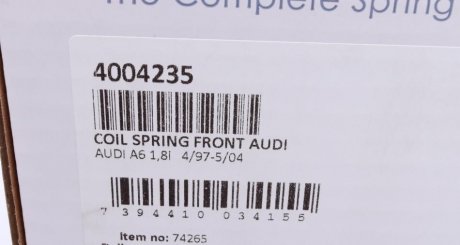 The Complete Spring
4004235
COIL SPRING FRONT AUDI
AUDI A6 1,8I 4/97-5/04
7 394410 034155
Item no: 74265